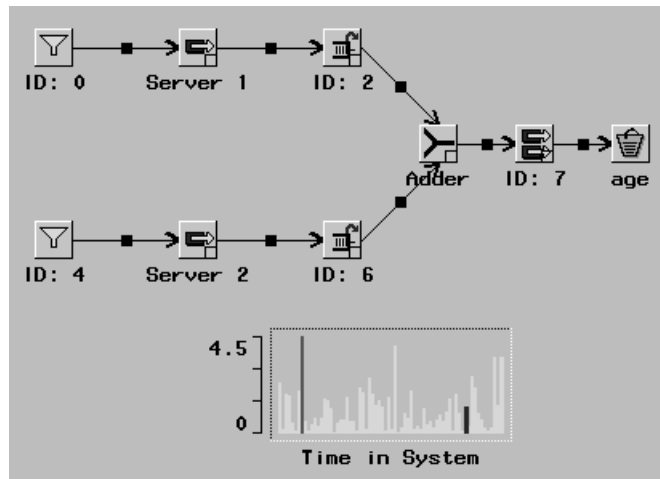 ID: 0
Server 1
ID: 2
Adder
ID: 7
age
ID: 4
Server 2
ID: 6
4.5
0
Time in System